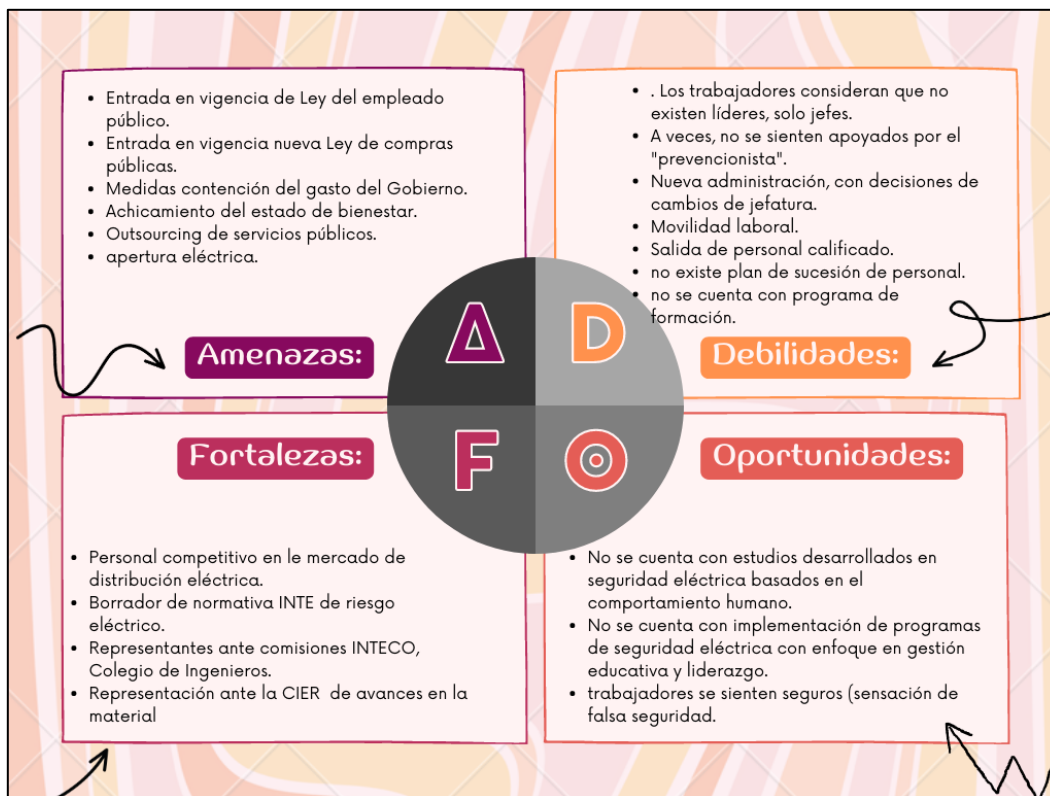 • Entrada en vigencia de Ley del empleado
público.
• Entrada en vigencia nueva Ley de compras
públicas.
• Medidas contención del gasto del Gobierno.
• Achicamiento del estado de bienestar.
• Outsourcing de servicios públicos.
• apertura eléctrica.
Amenazas:
• . Los trabajadores consideran que no
existen líderes, solo jefes.
• A veces, no se sienten apoyados por el
"prevencionista".
• Nueva administración, con decisiones de
cambios de jefatura.
• Movilidad laboral.
• Salida de personal calificado.
• no existe plan de sucesión de personal.
• no se cuenta con programa de
formación.
Debilidades:
A D
F O
Fortalezas:
• Personal competitivo en le mercado de
distribución eléctrica.
• Borrador de normativa INTE de riesgo
eléctrico.
• Representantes ante comisiones INTECO,
Colegio de Ingenieros.
• Representación ante la CIER de avances en la
material
Oportunidades:
• No se cuenta con estudios desarrollados en
seguridad eléctrica basados en el
comportamiento humano.
• No se cuenta con implementación de programas
de seguridad eléctrica con enfoque en gestión
educativa y liderazgo.
• trabajadores se sienten seguros (sensación de
falsa seguridad.